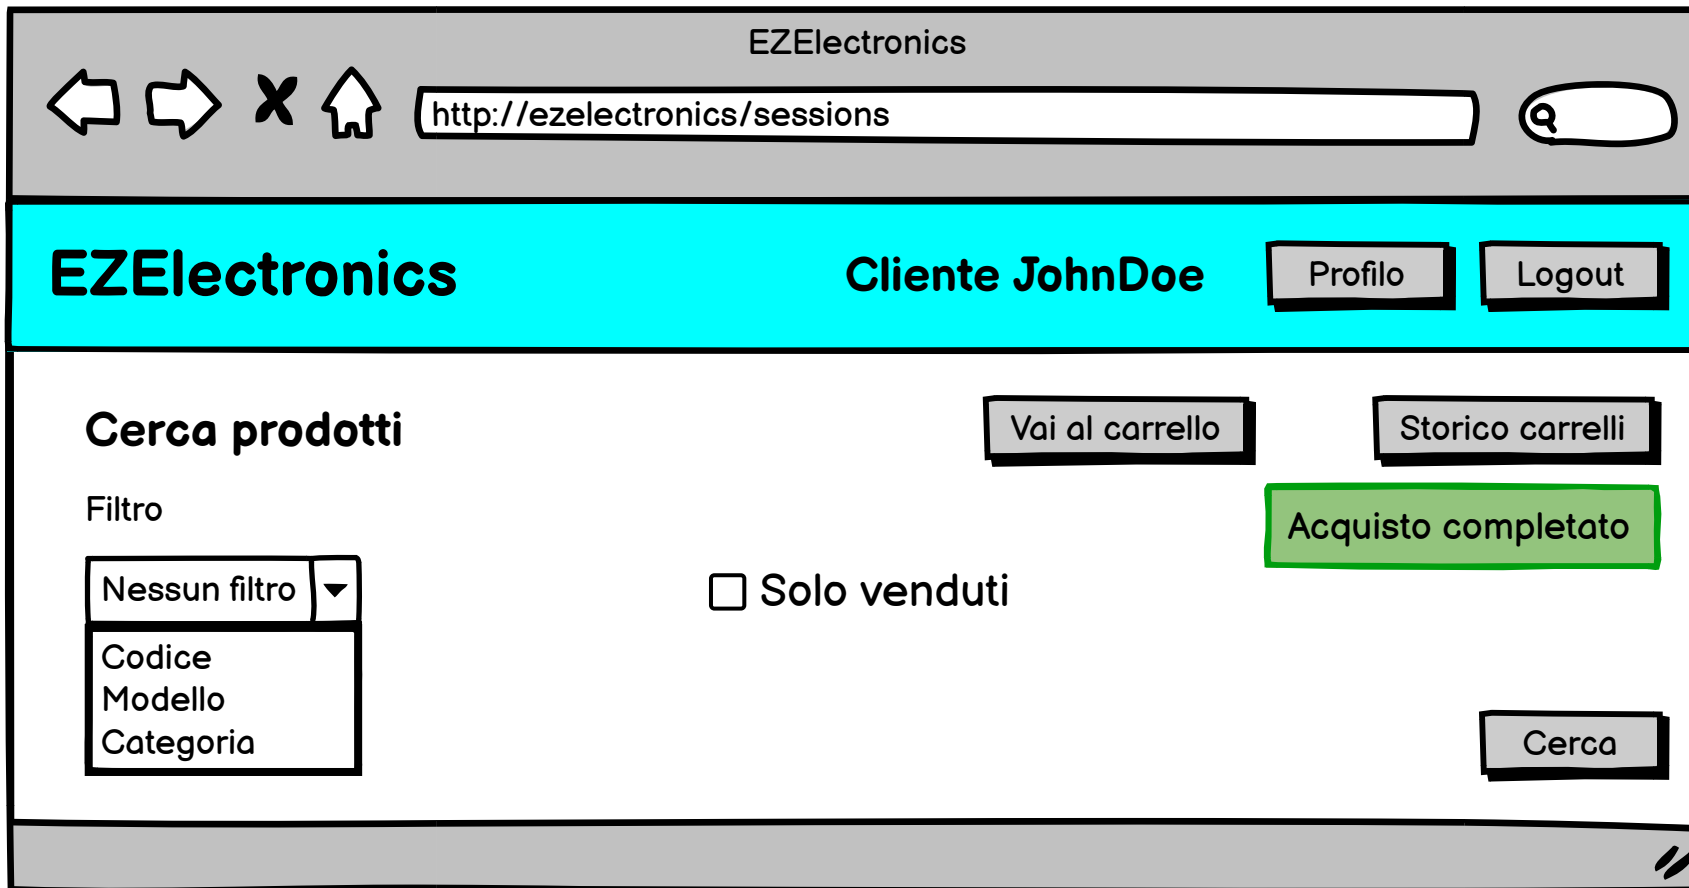 EZElectronics
http://ezelectronics/sessions
EZElectronics
Cliente JohnDoe
Profilo
Logout
Cerca prodotti
Vai al carrello
Storico carrelli
Filtro
Acquisto completato
Nessun filtro
Solo venduti
Codice
Modello
Categoria
Cerca